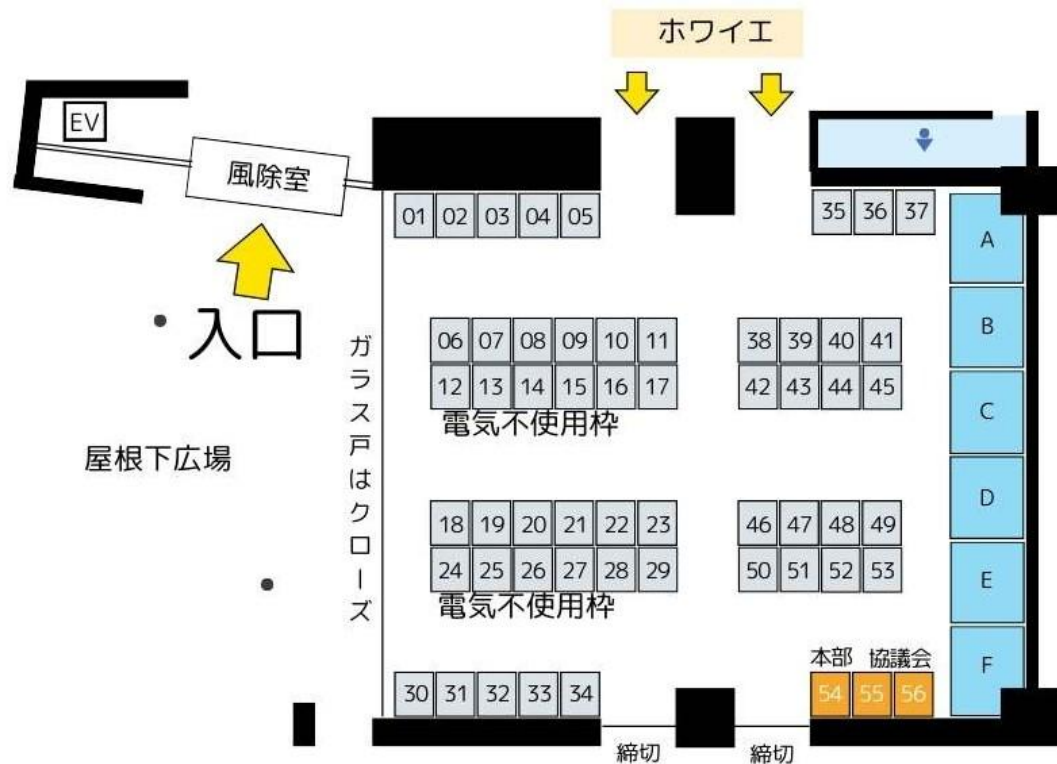 ホワイエ
EV
風除室
入口
屋根下広場
ガラス戸はクローズ
01 02 03 04 05
35 36 37
06 07 08 09 10 11
38 39 40 41
12 13 14 15 16 17
42 43 44 45
電気不使用枠
18 19 20 21 22 23
46 47 48 49
24 25 26 27 28 29
50 51 52 53
電気不使用枠
本部 協議会
30 31 32 33 34
54 55 56
A
B
C
D
E
F
締切 締切